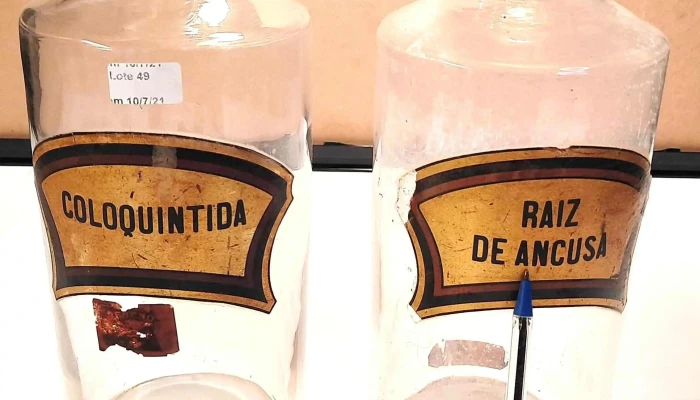 Lote 49
10/7/21
COLOQUINTIDA
RAIZ
DE ANCUSA